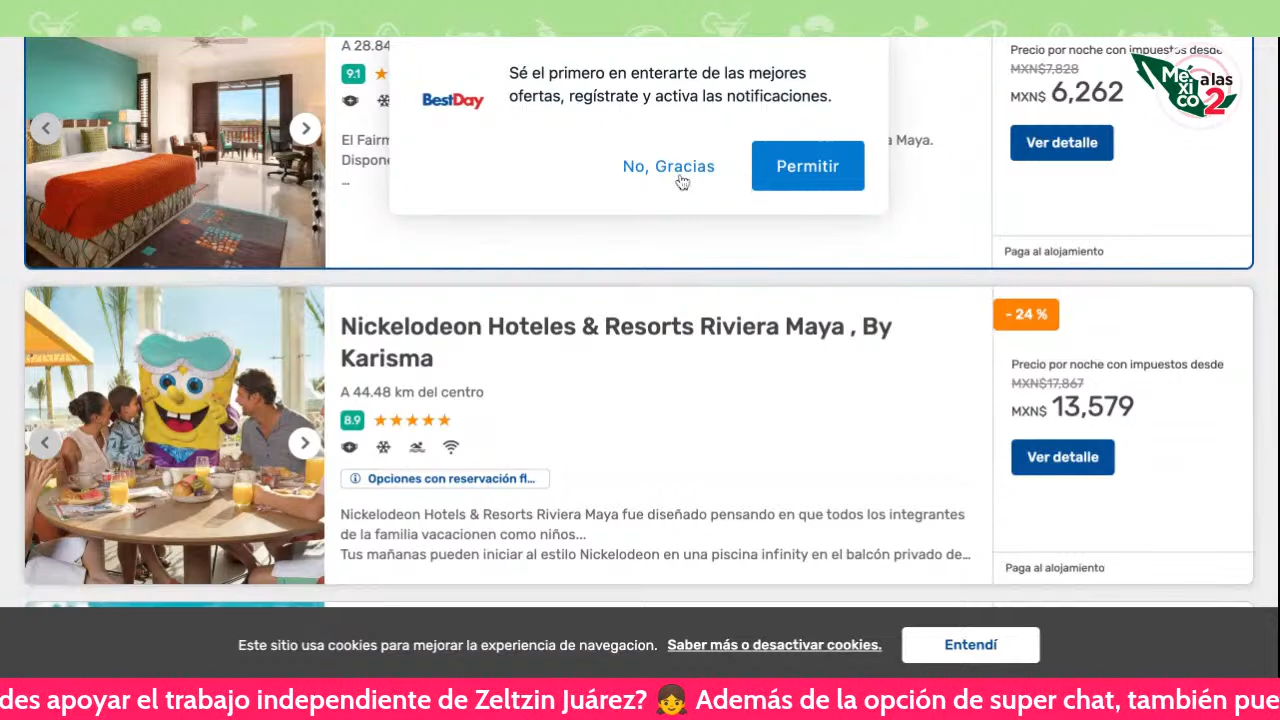 A 28.84
9.1
El Fairm
Dispone
...
a Maya.
BestDay
Sé el primero en enterarte de las mejores
ofertas, regístrate y activa las notificaciones.
No, Gracias
Permitir
Precio por noche con impuestos desde
MXN$7,828
MXN$ 6,262
Ver detalle
Paga al alojamiento
México
a las
2
Nickelodeon Hoteles & Resorts Riviera Maya , By
Karisma
A 44.48 km del centro
8.9
Opciones con reservación fl...
Nickelodeon Hotels & Resorts Riviera Maya fue diseñado pensando en que todos los integrantes
de la familia vacacionen como niños...
Tus mañanas pueden iniciar al estilo Nickelodeon en una piscina infinity en el balcón privado de...
- 24 %
Precio por noche con impuestos desde
MXN$17,867
MXN$ 13,579
Ver detalle
Paga al alojamiento
Este sitio usa cookies para mejorar la experiencia de navegacion. Saber más o desactivar cookies.
Entendí
des apoyar el trabajo independiente de Zeltzin Juárez? 👧 Además de la opción de super chat, también pue